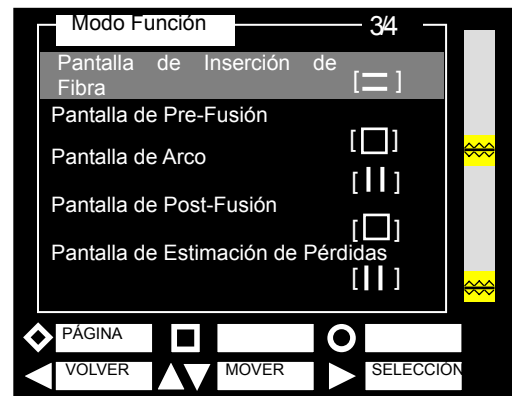 Modo Función 3/4
Pantalla de Inserción de
Fibra [=]
Pantalla de Pre-Fusión
[□]
Pantalla de Arco
[||]
Pantalla de Post-Fusión
[□]
Pantalla de Estimación de Pérdidas
[||]
PÁGINA
VOLVER MOVER SELECCIÓN